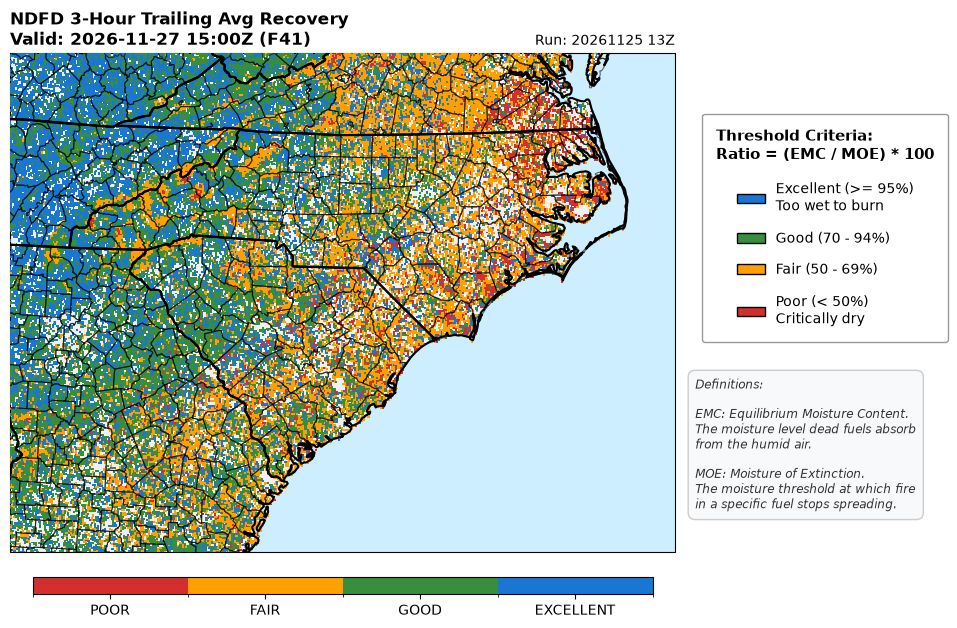 NDFD 3-Hour Trailing Avg Recovery
Valid: 2026-11-27 15:00Z (F41)
Run: 20261125 13Z
Threshold Criteria:
Ratio = (EMC / MOE) * 100
Excellent (>= 95%)
Too wet to burn
Good (70 - 94%)
Fair (50 - 69%)
Poor (< 50%)
Critically dry
Definitions:
EMC: Equilibrium Moisture Content.
The moisture level dead fuels absorb
from the humid air.
MOE: Moisture of Extinction.
The moisture threshold at which fire
in a specific fuel stops spreading.
POOR
FAIR
GOOD
EXCELLENT